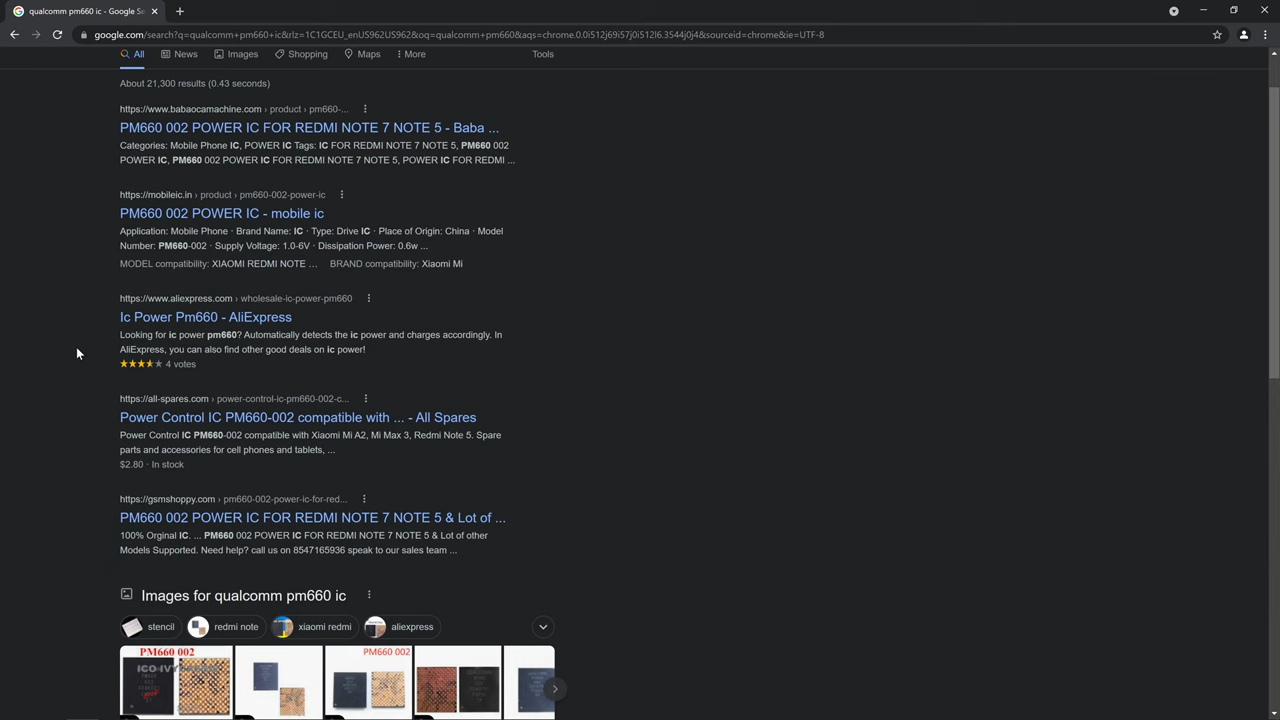 qualcomm pm660 ic - Google Se
google.com/search?q=qualcomm+pm660+ic&rlz=1C1GCEU_enUS962US962&oq=qualcomm+pm660&aqs=chrome.0.0i512j69i57j0i512l6.3544j0j4&sourceid=chrome&ie=UTF-8
All News Images Shopping Maps More Tools
About 21,300 results (0.43 seconds)
https://www.babaocamachine.com › product › pm660-...
PM660 002 POWER IC FOR REDMI NOTE 7 NOTE 5 - Baba ...
Categories: Mobile Phone IC, POWER IC Tags: IC FOR REDMI NOTE 7 NOTE 5, PM660 002
POWER IC, PM660 002 POWER IC FOR REDMI NOTE 7 NOTE 5, POWER IC FOR REDMI ...
https://mobileic.in › product › pm660-002-power-ic
PM660 002 POWER IC - mobile ic
Application: Mobile Phone · Brand Name: IC · Type: Drive IC · Place of Origin: China · Model
Number: PM660-002 · Supply Voltage: 1.0-6V · Dissipation Power: 0.6w ...
MODEL compatibility: XIAOMI REDMI NOTE ... BRAND compatibility: Xiaomi Mi
https://www.aliexpress.com › wholesale-ic-power-pm660
Ic Power Pm660 - AliExpress
Looking for ic power pm660? Automatically detects the ic power and charges accordingly. In
AliExpress, you can also find other good deals on ic power!
4 votes
https://all-spares.com › power-control-ic-pm660-002-c...
Power Control IC PM660-002 compatible with ... - All Spares
Power Control IC PM660-002 compatible with Xiaomi Mi A2, Mi Max 3, Redmi Note 5. Spare
parts and accessories for cell phones and tablets, ...
$2.80 · In stock
https://gsmshoppy.com › pm660-002-power-ic-for-red...
PM660 002 POWER IC FOR REDMI NOTE 7 NOTE 5 & Lot of ...
100% Orginal IC. ... PM660 002 POWER IC FOR REDMI NOTE 7 NOTE 5 & Lot of other
Models Supported. Need help? call us on 8547165936 speak to our sales team ...
Images for qualcomm pm660 ic
stencil redmi note xiaomi redmi aliexpress
PM660 002 PM660 002